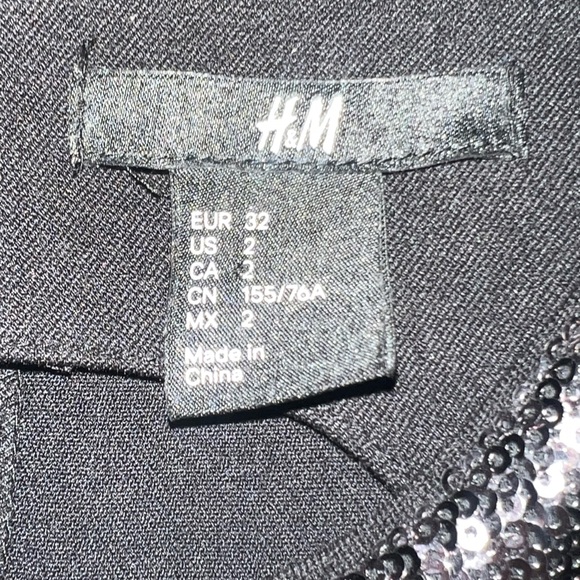 H&M
EUR 32
US 2
CA 2
CN 155/76A
MX 2
Made in
China